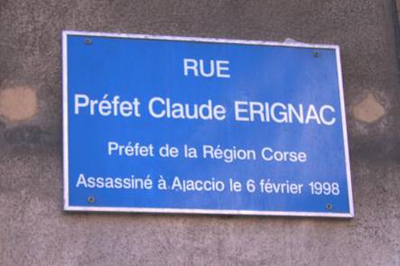 RUE
Préfet Claude ERIGNAC
Préfet de la Région Corse
Assassiné à Ajaccio le 6 février 1998